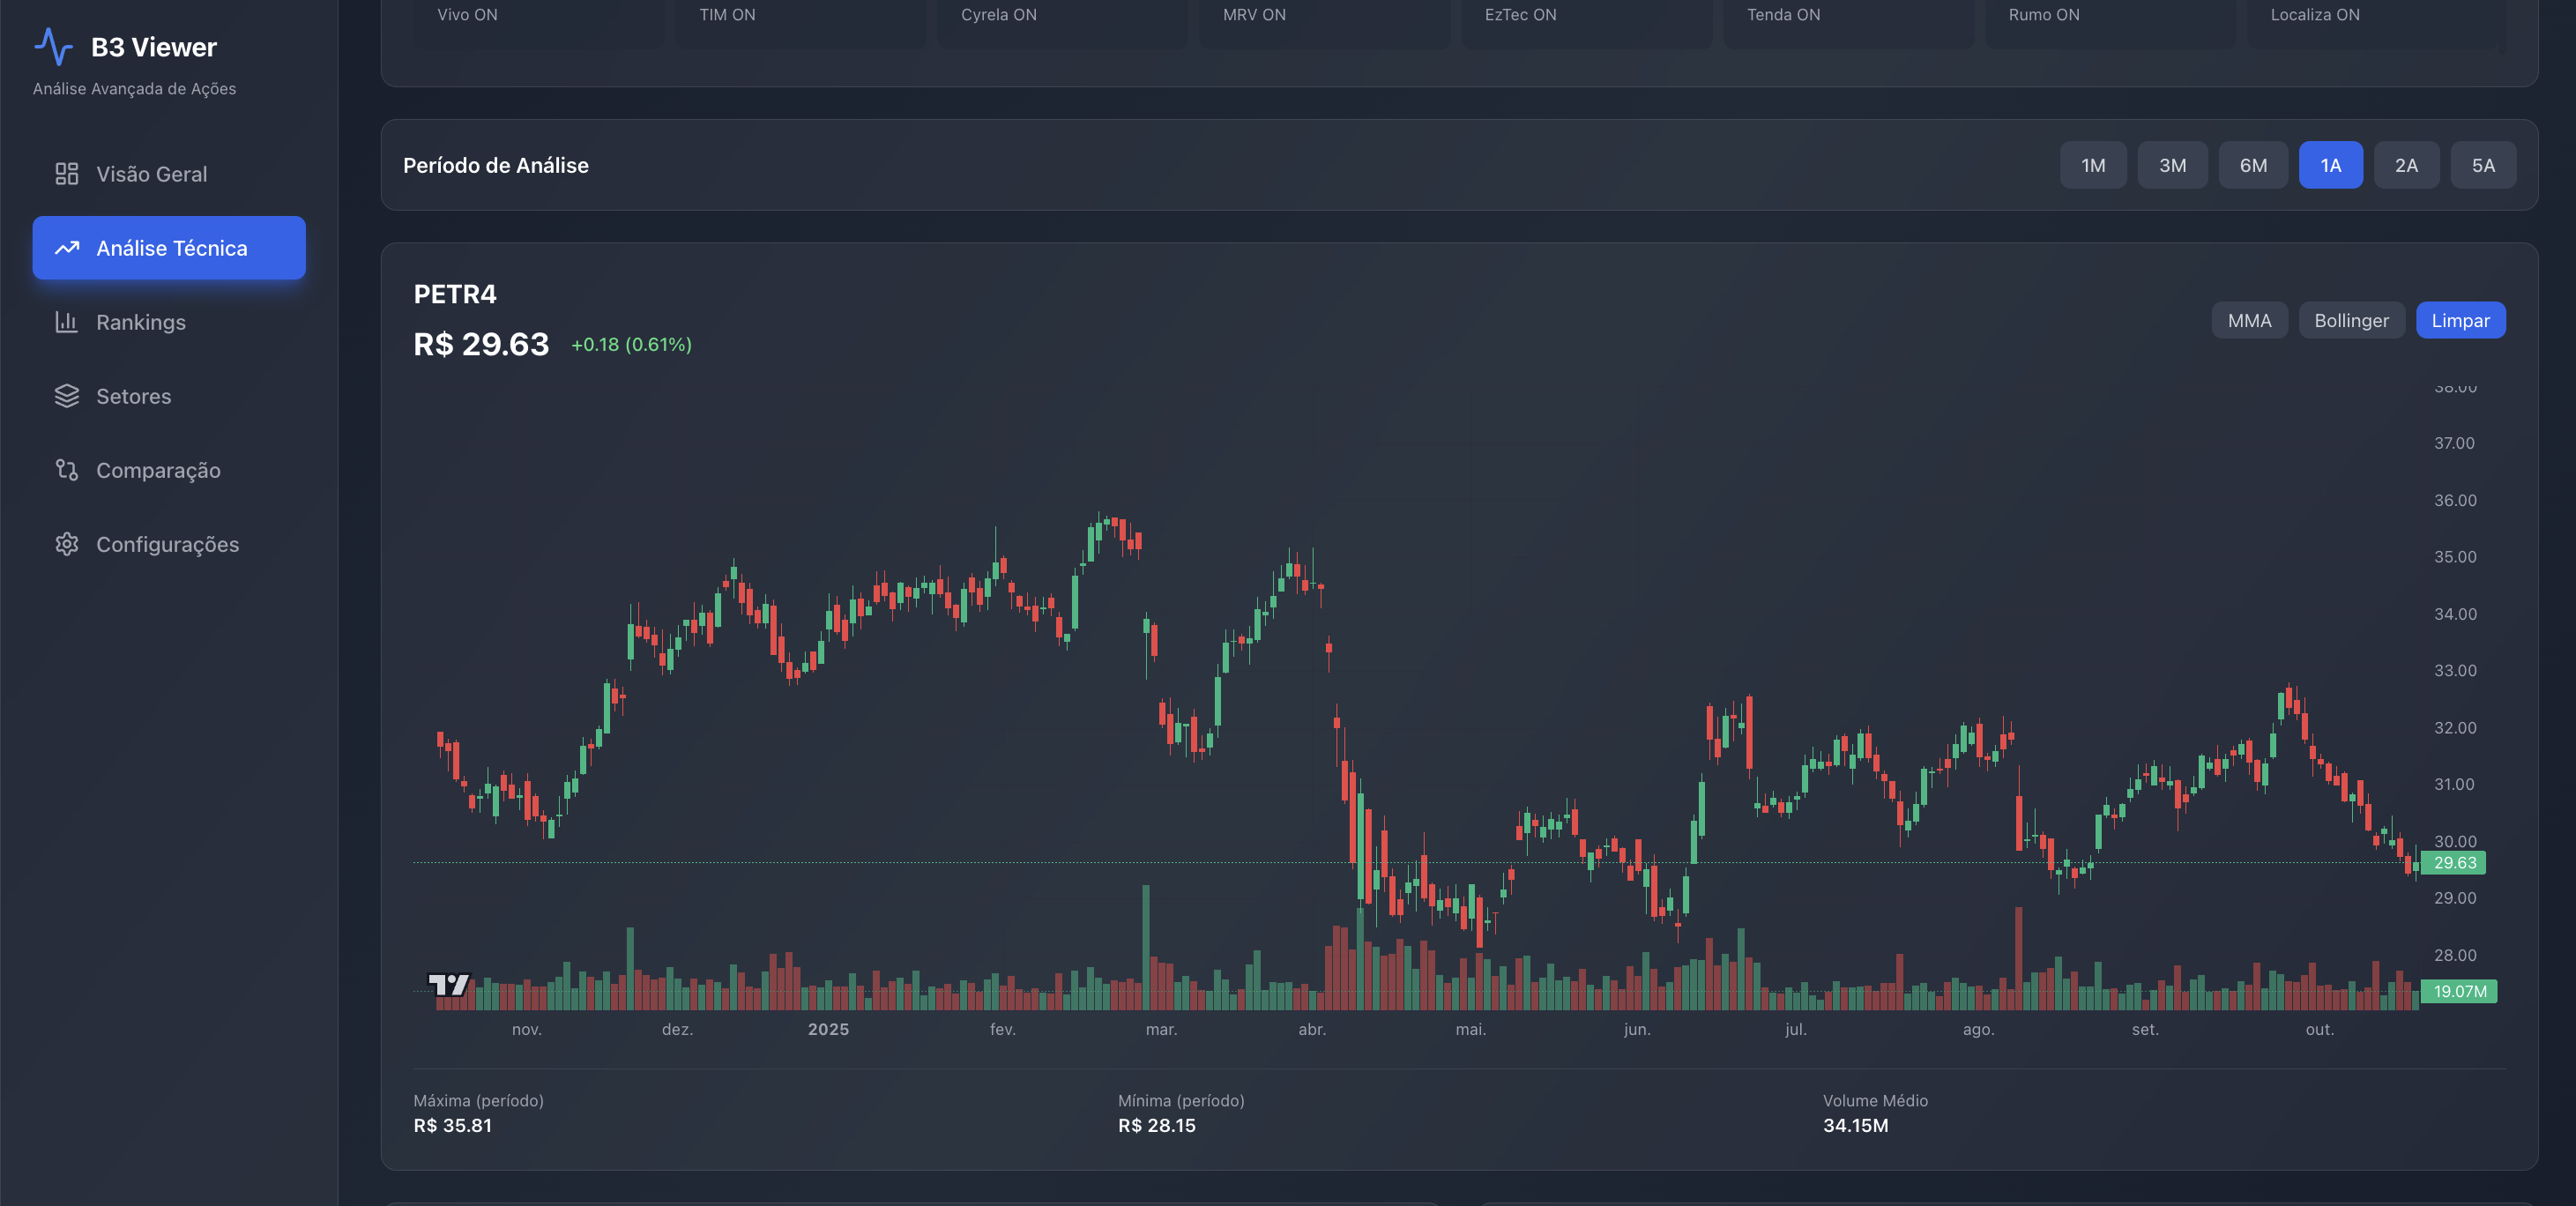 B3 Viewer
Análise Avançada de Ações
Visão Geral
Análise Técnica
Rankings
Setores
Comparação
Configurações
Vivo ON
TIM ON
Cyrela ON
MRV ON
EzTec ON
Tenda ON
Rumo ON
Localiza ON
Período de Análise
1M
3M
6M
1A
2A
5A
PETR4
R$ 29.63
+0.18 (0.61%)
MMA
Bollinger
Limpar
38.00
37.00
36.00
35.00
34.00
33.00
32.00
31.00
30.00
29.63
29.00
28.00
19.07M
nov.
dez.
2025
fev.
mar.
abr.
mai.
jun.
jul.
ago.
set.
out.
Máxima (período)
R$ 35.81
Mínima (período)
R$ 28.15
Volume Médio
34.15M